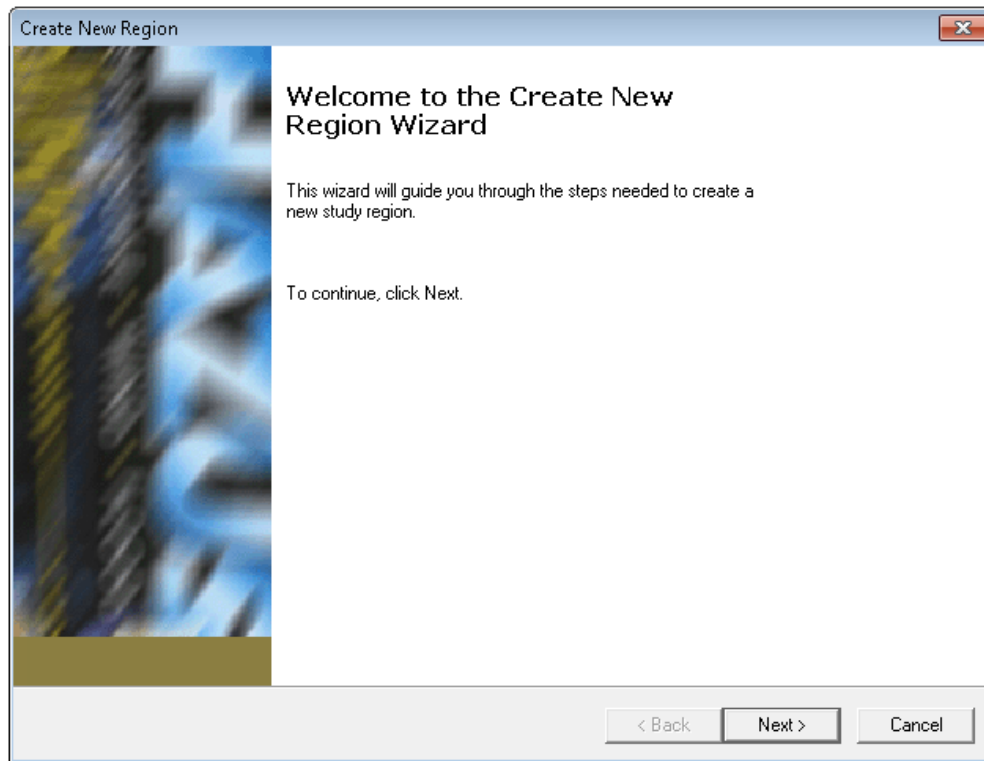 Create New Region
Welcome to the Create New
Region Wizard
This wizard will guide you through the steps needed to create a
new study region.
To continue, click Next.
< Back
Next >
Cancel